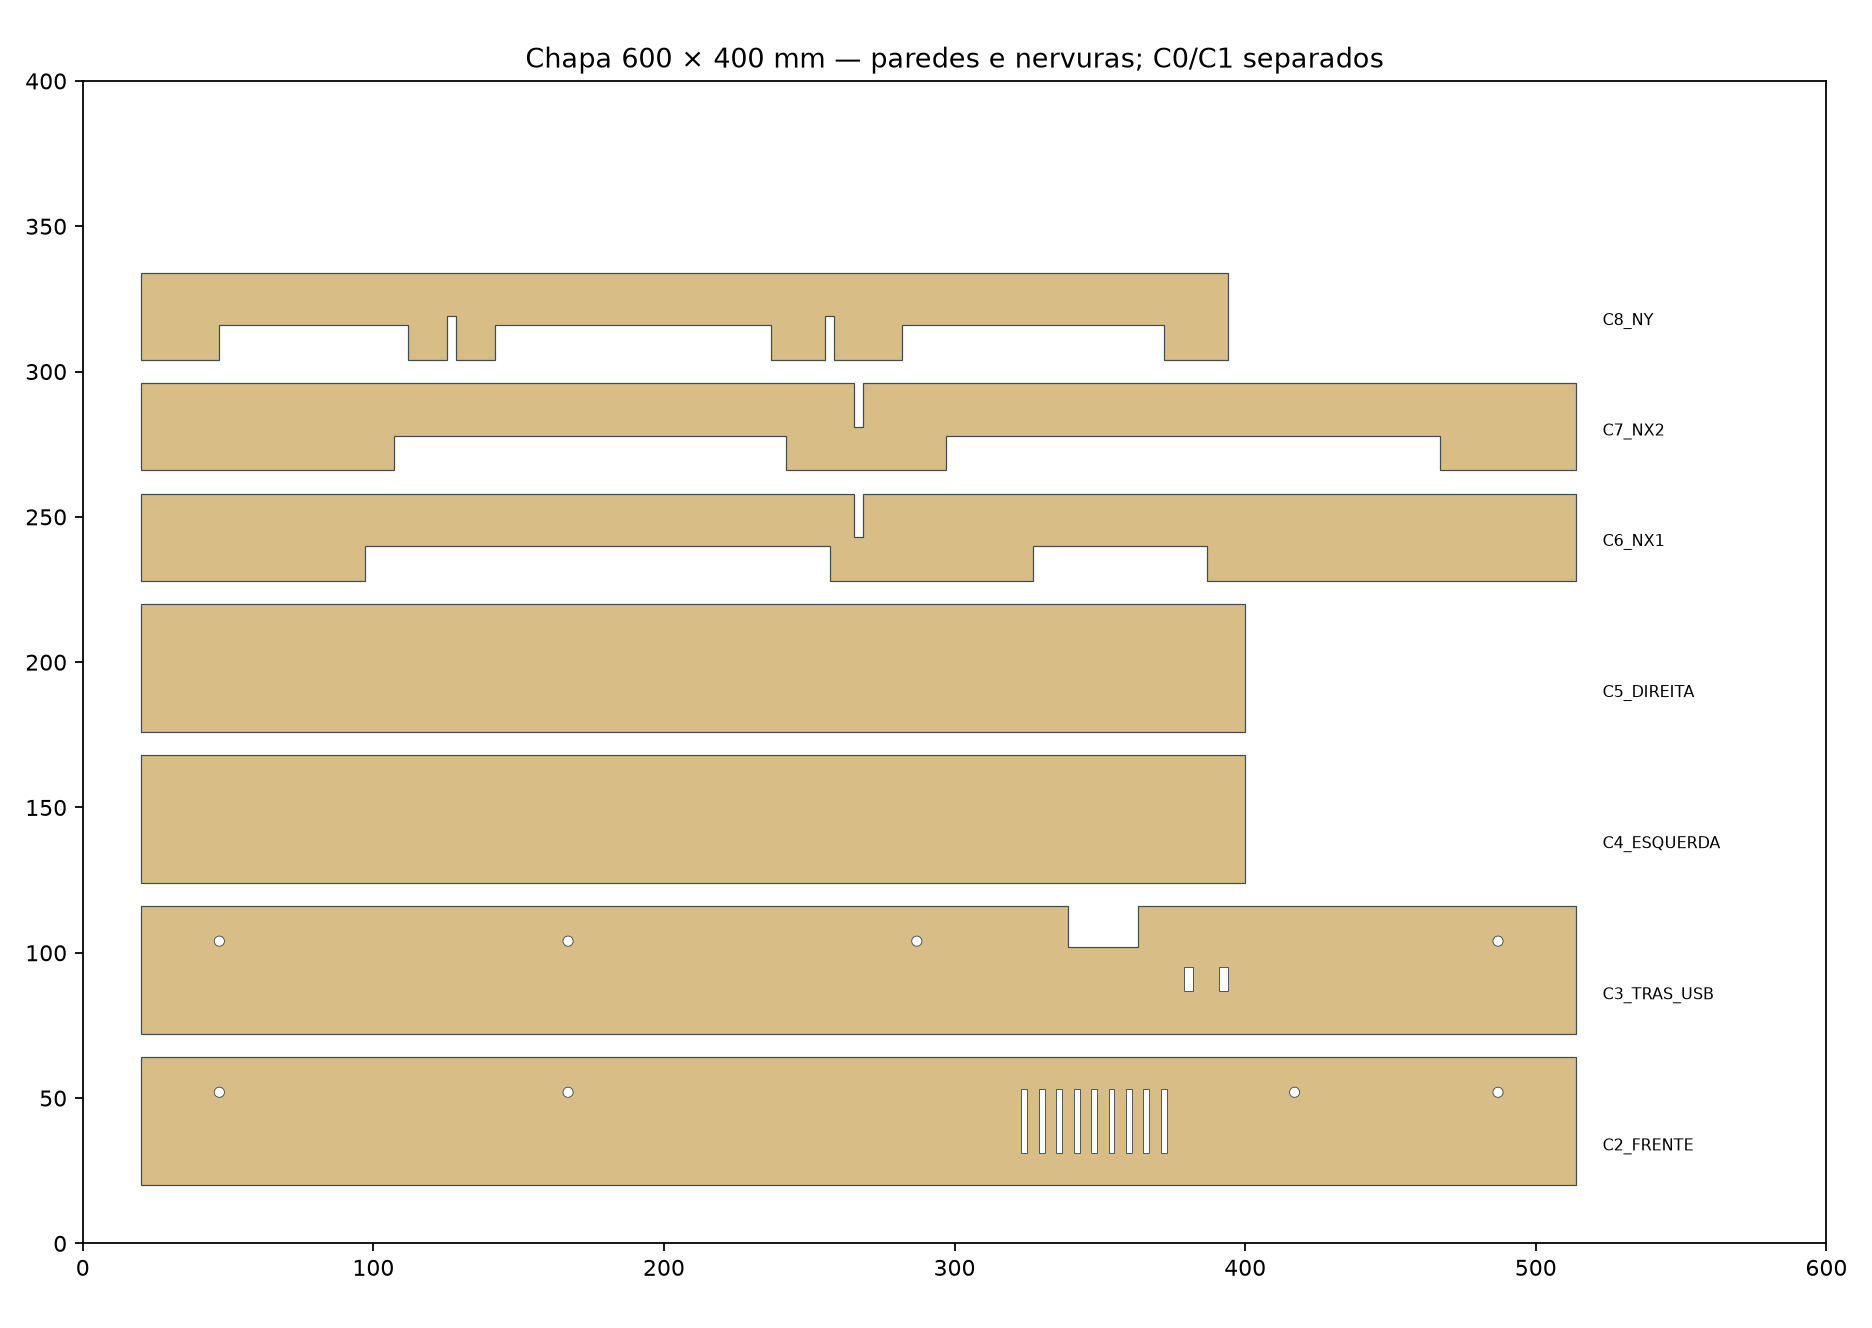 Chapa 600 × 400 mm — paredes e nervuras; C0/C1 separados
400
350
300
250
200
150
100
50
0
C8_NY
C7_NX2
C6_NX1
C5_DIREITA
C4_ESQUERDA
C3_TRAS_USB
C2_FRENTE
0 100 200 300 400 500 600